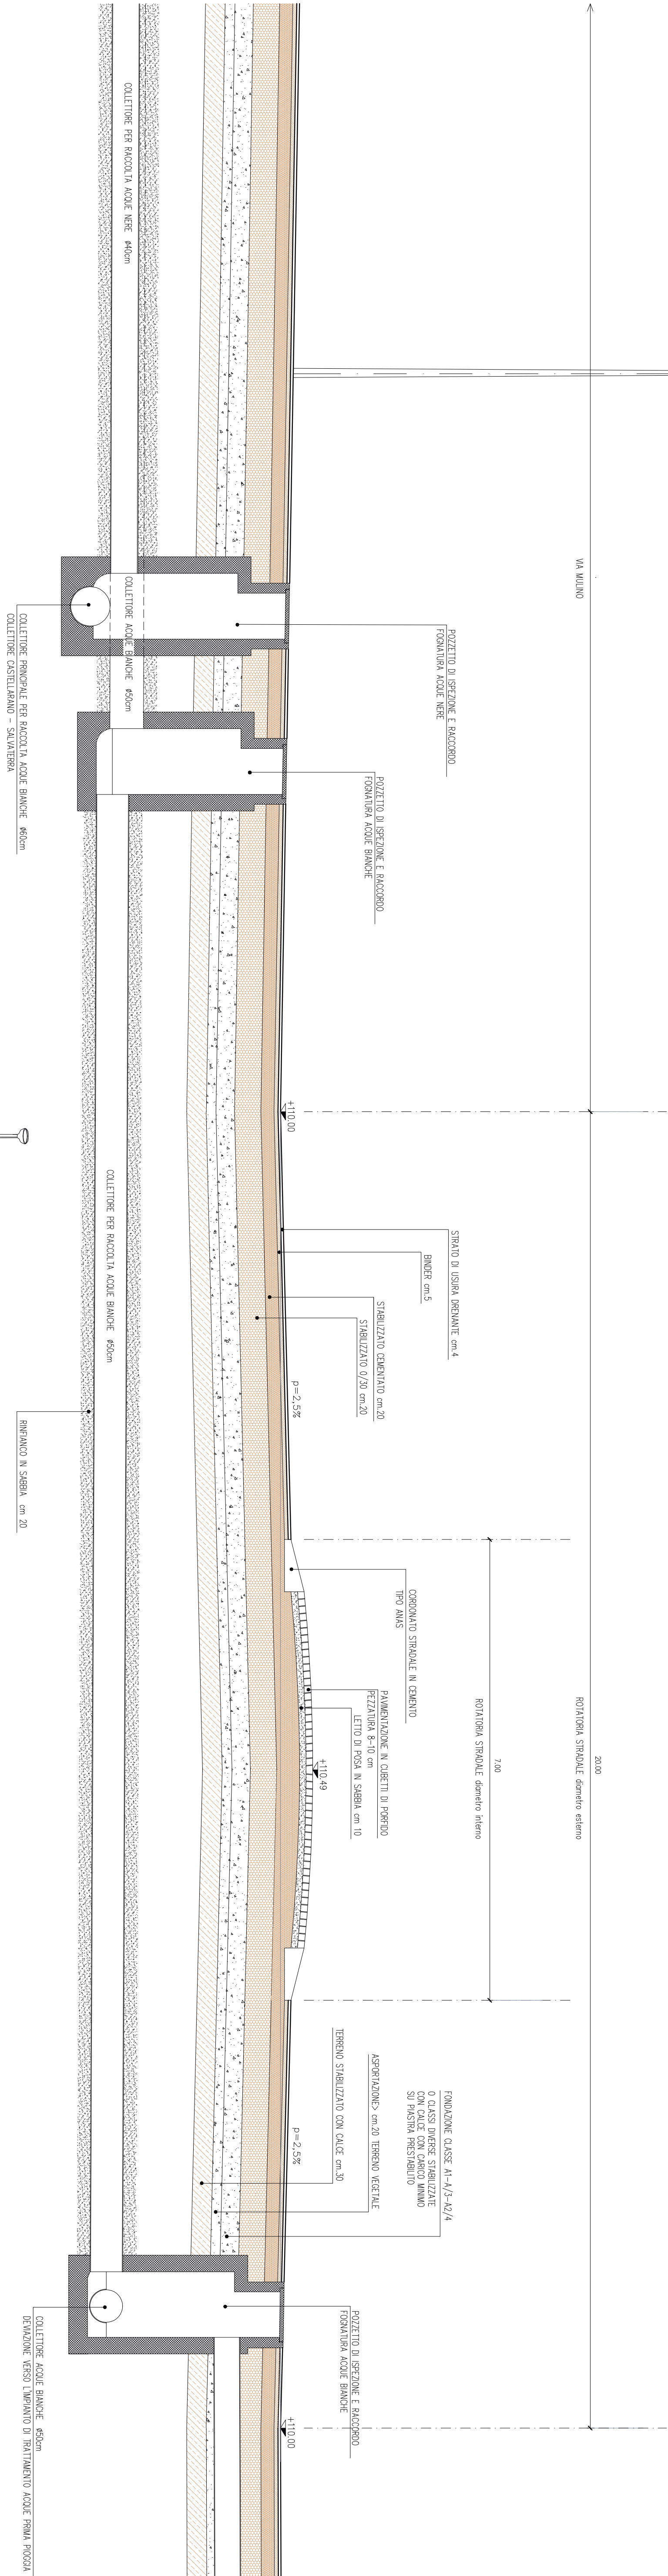 20.00
ROTATORIA STRADALE diametro esterno
VIA MULINO
7.00
ROTATORIA STRADALE diametro interno
POZZETTO DI ISPEZIONE E RACCORDO
FOGNATURA ACQUE NERE
POZZETTO DI ISPEZIONE E RACCORDO
FOGNATURA ACQUE BIANCHE
STRATO DI USURA DRENANTE cm.4
BINDER cm.5
STABILIZZATO CEMENTATO cm.20
STABILIZZATO 0/30 cm.20
CORDONATO STRADALE IN CEMENTO
TIPO ANAS
PAVIMENTAZIONE IN CUBETTI DI PORFIDO
PEZZATURA 8-10 cm
LETTO DI POSA IN SABBIA cm 10
FONDAZIONE CLASSE A1-A/3-A2/4
O CLASSI DIVERSE STABILIZZATE
CON CALCE CON CARICO MINIMO
SU PIASTRA PRESTABILITO
ASPORTAZIONE> cm.20 TERRENO VEGETALE
TERRENO STABILIZZATO CON CALCE cm.30
POZZETTO DI ISPEZIONE E RACCORDO
FOGNATURA ACQUE BIANCHE
+110.00
p=2,5%
+110.49
p=2,5%
+110.00
COLLETTORE PER RACCOLTA ACQUE NERE ø40cm
COLLETTORE ACQUE BIANCHE ø50cm
COLLETTORE PER RACCOLTA ACQUE BIANCHE ø50cm
COLLETTORE PRINCIPALE PER RACCOLTA ACQUE BIANCHE ø60cm
COLLETTORE CASTELLARANO - SALVATERRA
RINFIANCO IN SABBIA cm 20
COLLETTORE ACQUE BIANCHE ø50cm
DEVIAZIONE VERSO L'IMPIANTO DI TRATTAMENTO ACQUE PRIMA PIOGGIA